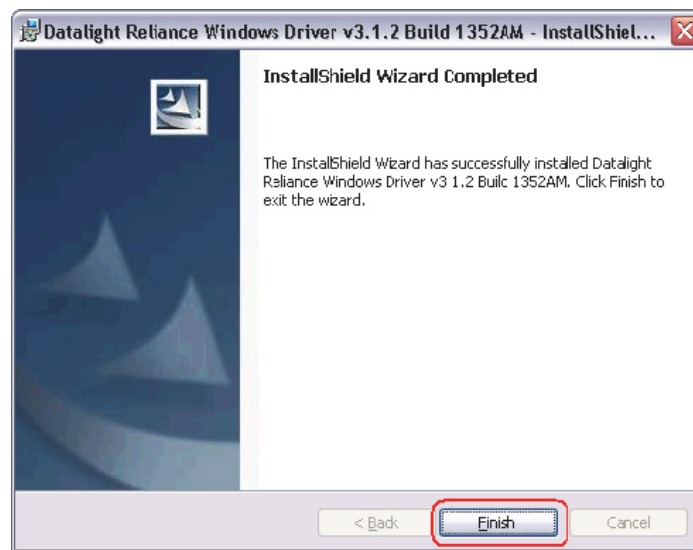 Datalight Reliance Windows Driver v3.1.2 Build 1352AM - InstallShiel...
InstallShield Wizard Completed
The InstallShield Wizard has successfully installed Datalight
Reliance Windows Driver v3 1.2 Builc 1352AM. Click Finish to
exit the wizard.
< Back
Finish
Cancel